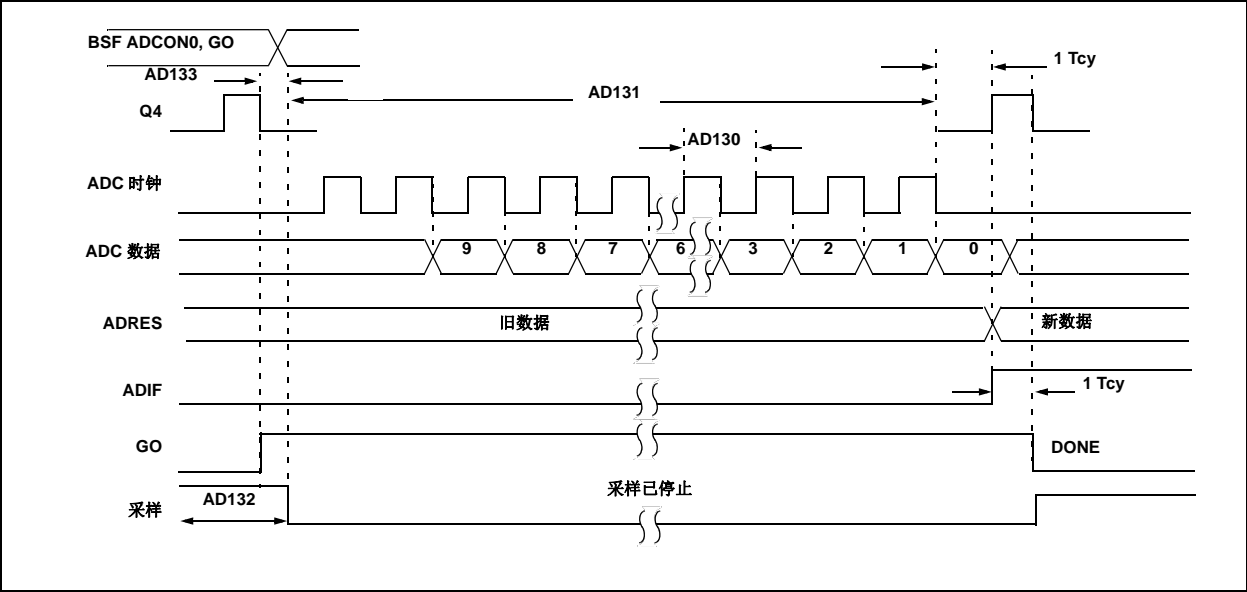 BSF ADCON0, GO
1 Tcy
AD133
AD131
Q4
AD130
ADC 时钟
ADC 数据
9 8 7 6 3 2 1 0
ADRES
旧数据
新数据
ADIF
1 Tcy
GO
DONE
采样
AD132
采样已停止